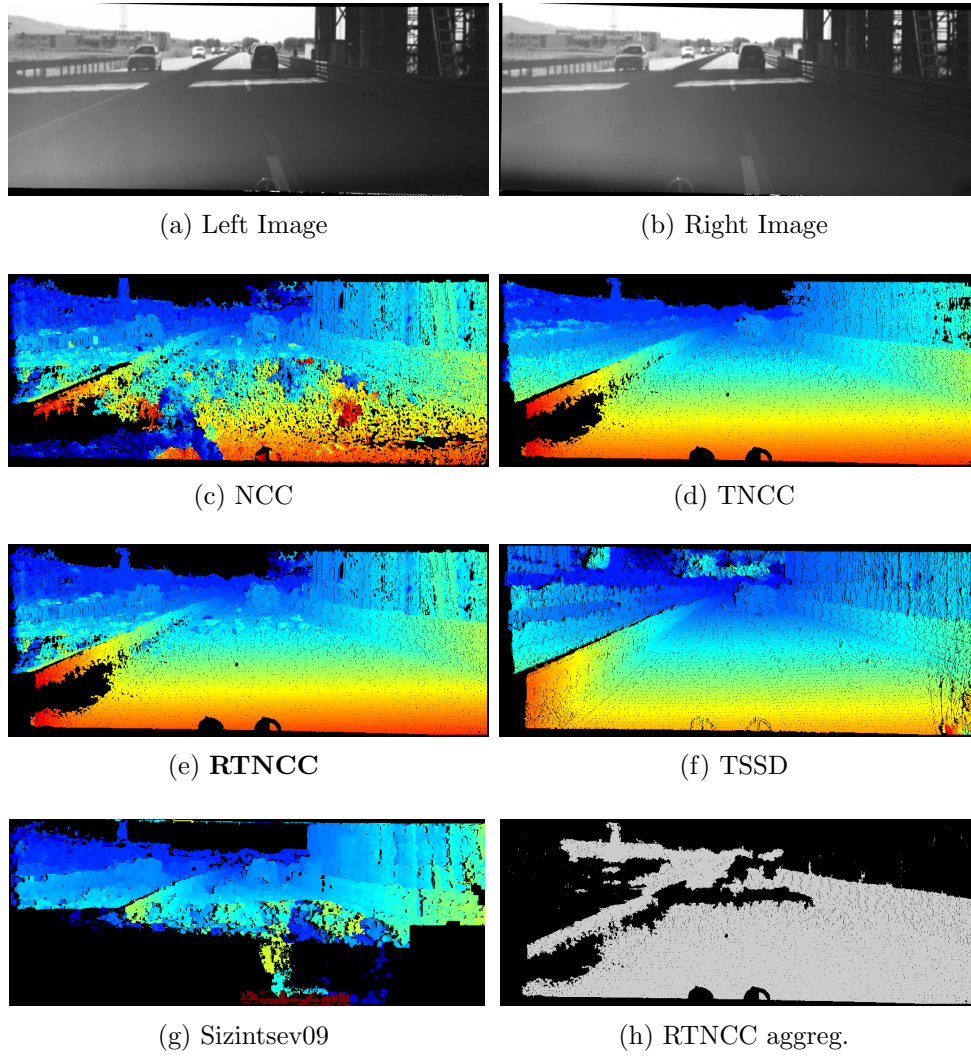 (a) Left Image
(b) Right Image
(c) NCC
(d) TNCC
(e) RTNCC
(f) TSSD
(g) Sizintsev09
(h) RTNCC aggreg.